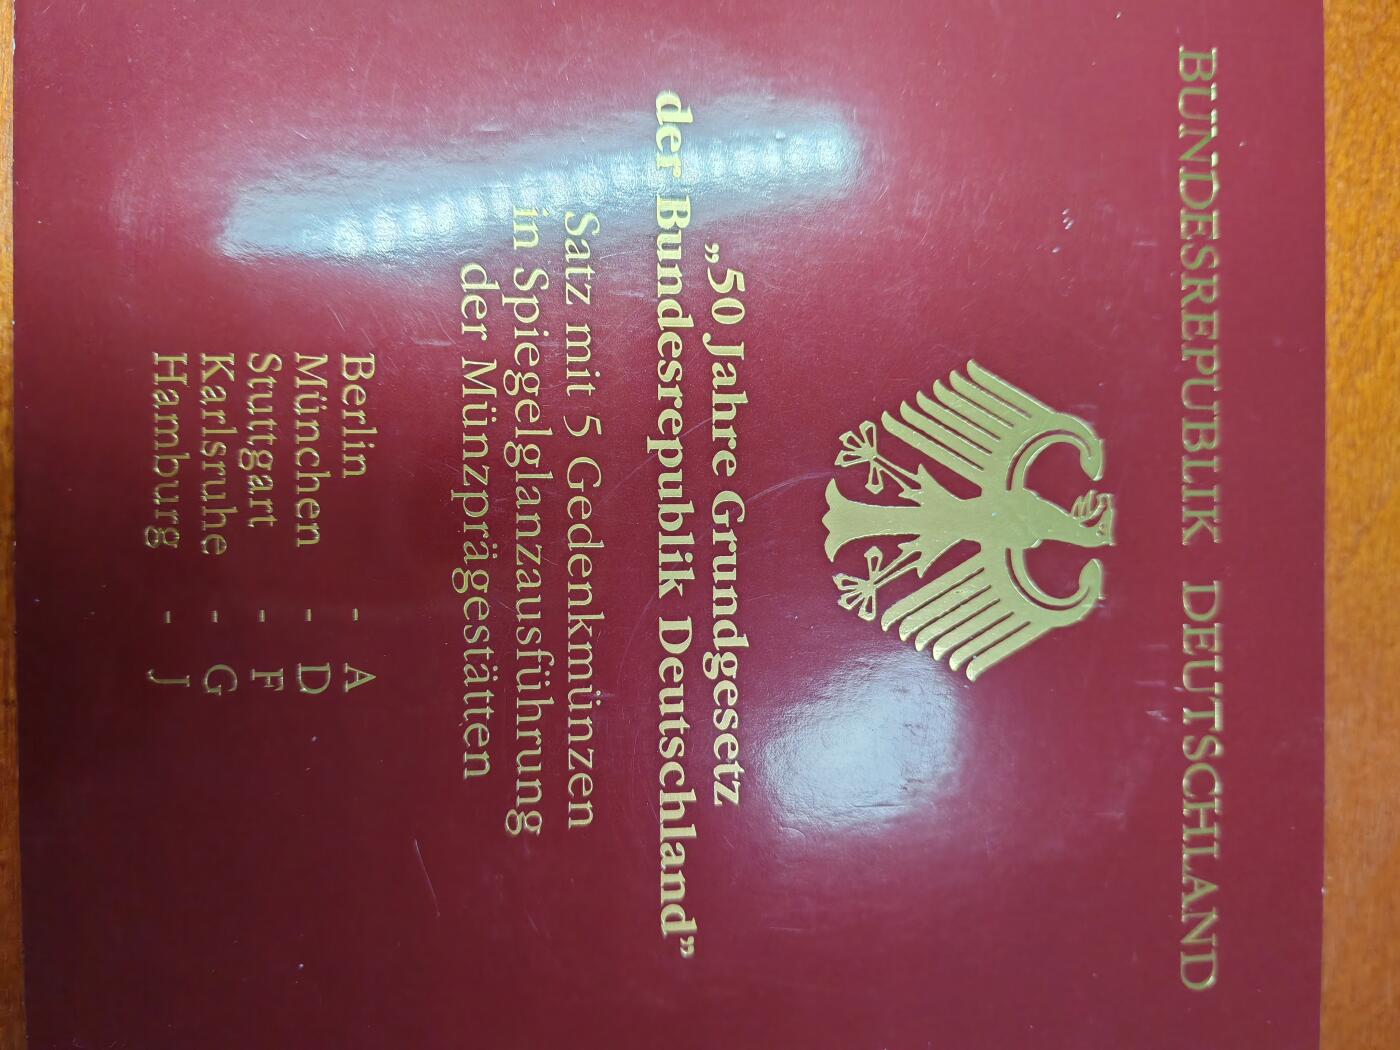 BUNDESREPUBLIK DEUTSCHLAND
„50 Jahre Grundgesetz
der Bundesrepublik Deutschland”
Satz mit 5 Gedenkmünzen
in Spiegelglanzausführung
der Münzprägestätten
Berlin - A
München - D
Stuttgart - F
Karlsruhe - G
Hamburg - J